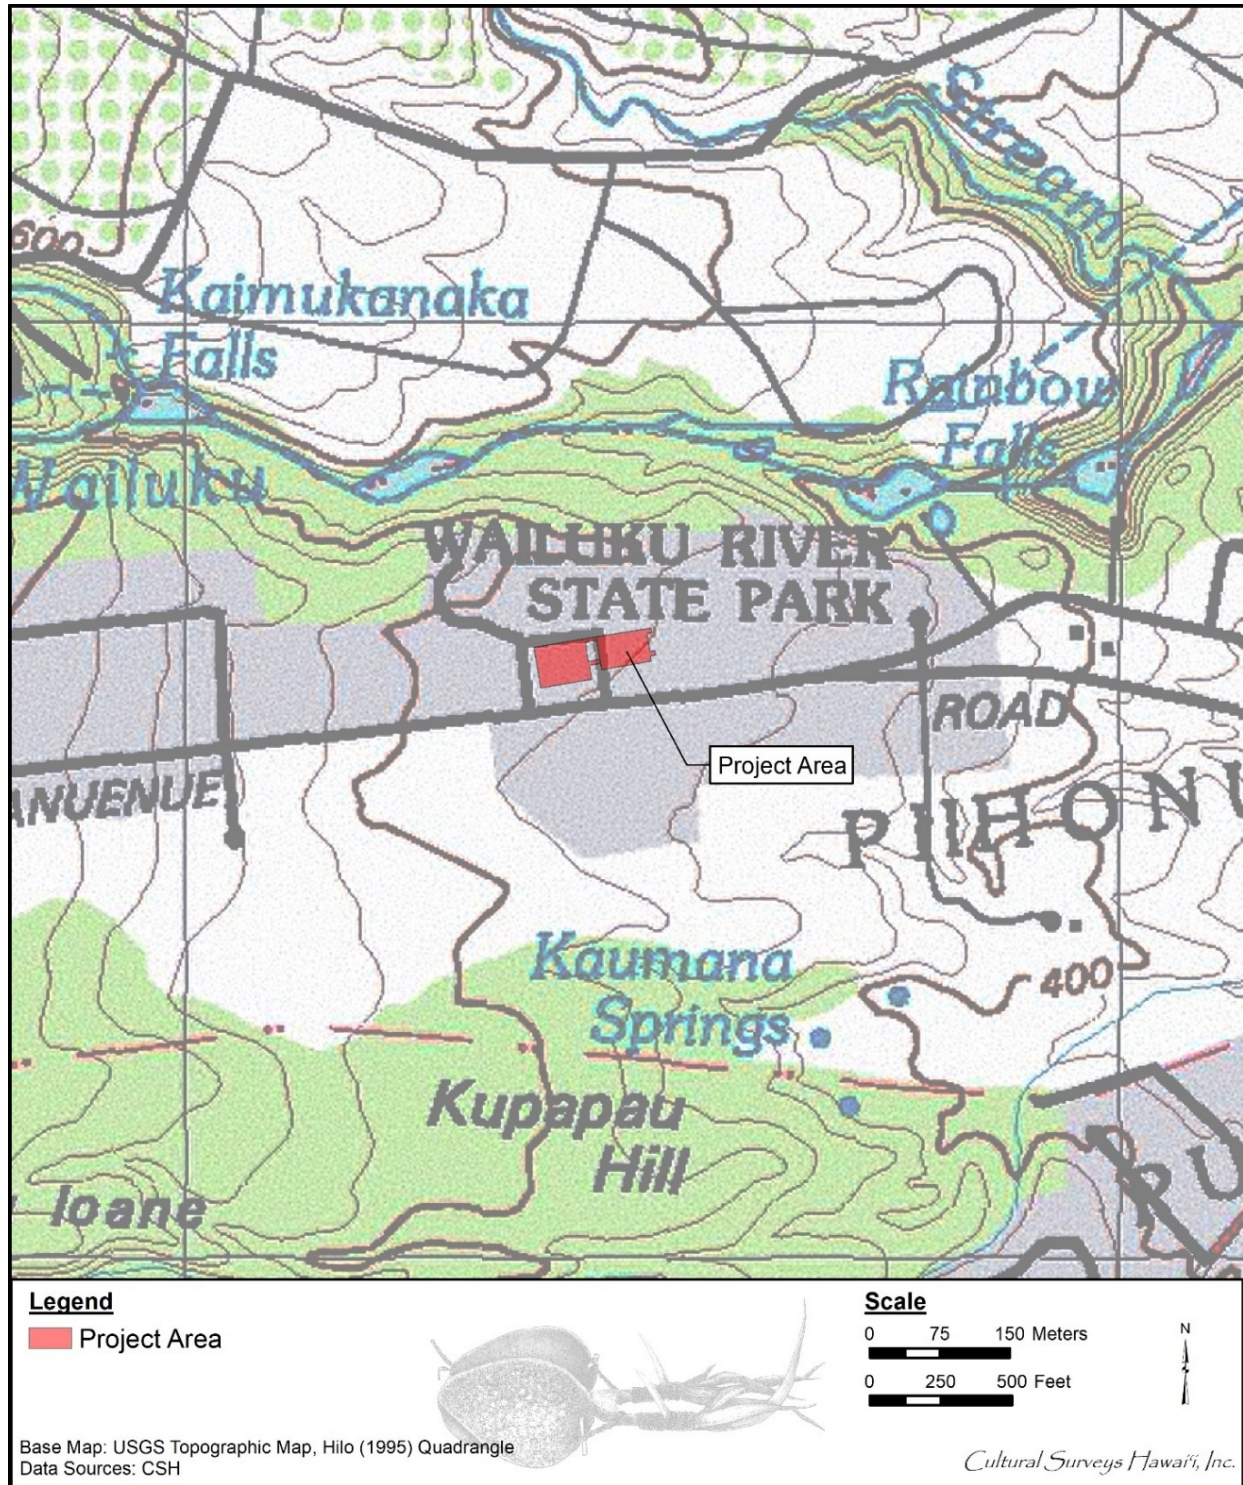 Stream
600
Kaimukanaka
Falls
Rainbow
Falls
Wailuku
WAILUKU RIVER
STATE PARK
ROAD
Project Area
ANUENUE
PIIHONU
Kaumana
Springs
400
Kupapau
Hill
Ioane
PU
Legend
Project Area
Scale
0 75 150 Meters
0 250 500 Feet
N
Base Map: USGS Topographic Map, Hilo (1995) Quadrangle
Data Sources: CSH
Cultural Surveys Hawaiʻi, Inc.